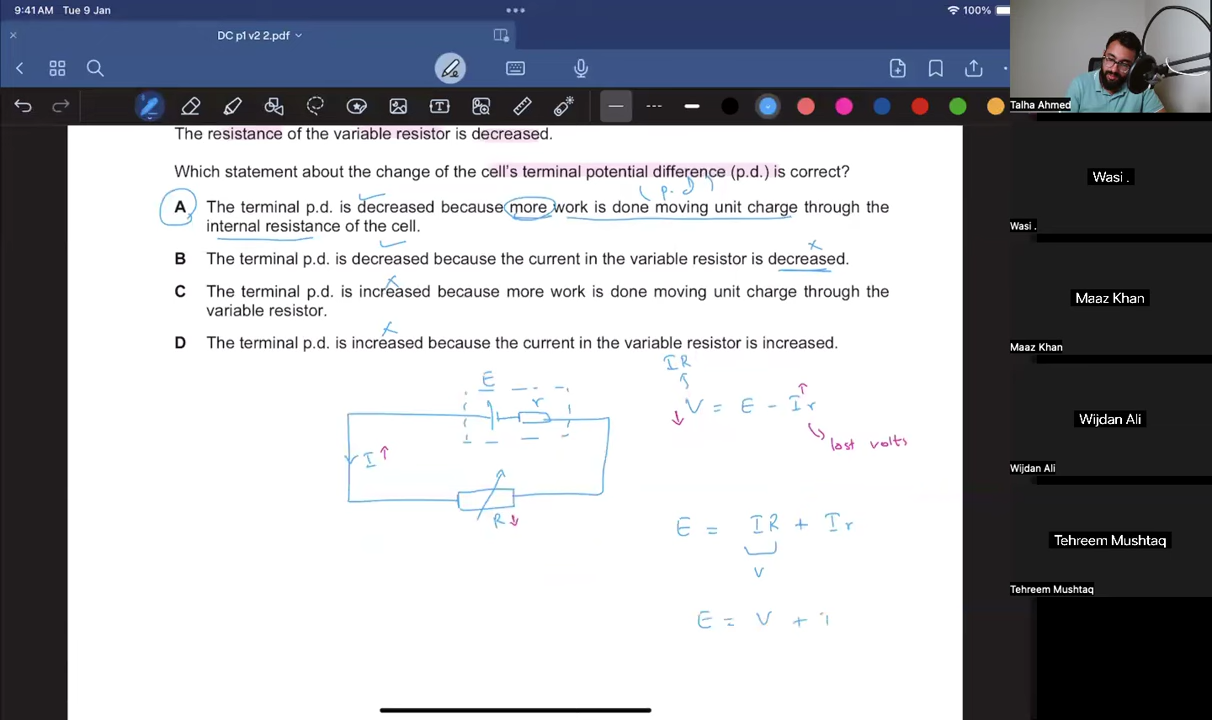 9:41 AM Tue 9 Jan
100%
DC p1 v2 2.pdf
The resistance of the variable resistor is decreased.
Which statement about the change of the cell's terminal potential difference (p.d.) is correct?
(p.d)
A The terminal p.d. is decreased because more work is done moving unit charge through the
internal resistance of the cell.
B The terminal p.d. is decreased because the current in the variable resistor is decreased.
C The terminal p.d. is increased because more work is done moving unit charge through the
variable resistor.
D The terminal p.d. is increased because the current in the variable resistor is increased.
IR
E
r
V = E - Ir
lost volts
I
R
E = IR + Ir
V
E = V +
Talha Ahmed
Wasi .
Wasi .
Maaz Khan
Maaz Khan
Wijdan Ali
Wijdan Ali
Tehreem Mushtaq
Tehreem Mushtaq